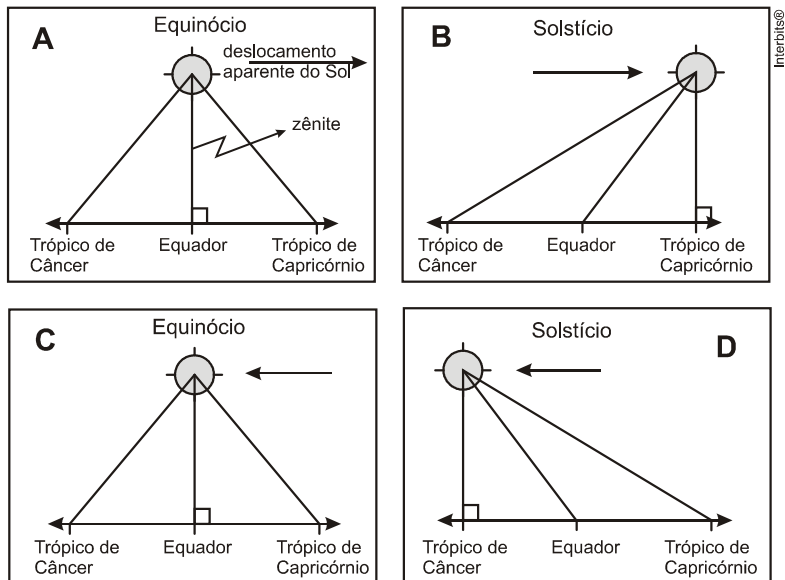 A
Equinócio
deslocamento
aparente do Sol
zênite
Trópico de
Câncer
Equador
Trópico de
Capricórnio
B
Solstício
Trópico de
Câncer
Equador
Trópico de
Capricórnio
Interbits®
C
Equinócio
Trópico de
Câncer
Equador
Trópico de
Capricórnio
Solstício
D
Trópico de
Câncer
Equador
Trópico de
Capricórnio